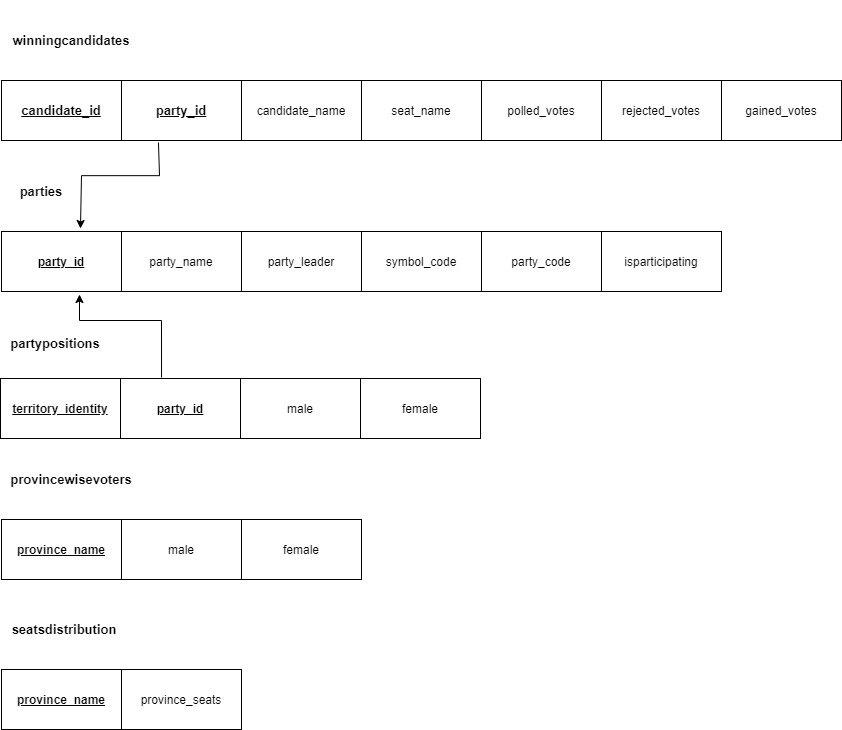 winningcandidates
candidate_id party_id candidate_name seat_name polled_votes rejected_votes gained_votes
parties
party_id party_name party_leader symbol_code party_code isparticipating
partypositions
territory_identity party_id male female
provincewisevoters
province_name male female
seatsdistribution
province_name province_seats